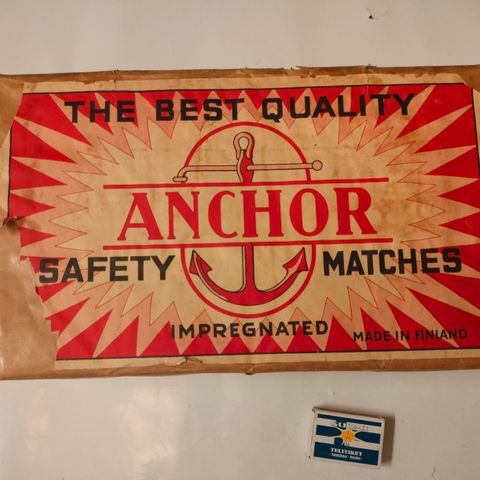 THE BEST QUALITY
ANCHOR
SAFETY MATCHES
IMPREGNATED
MADE IN FINLAND
TULITIKUT